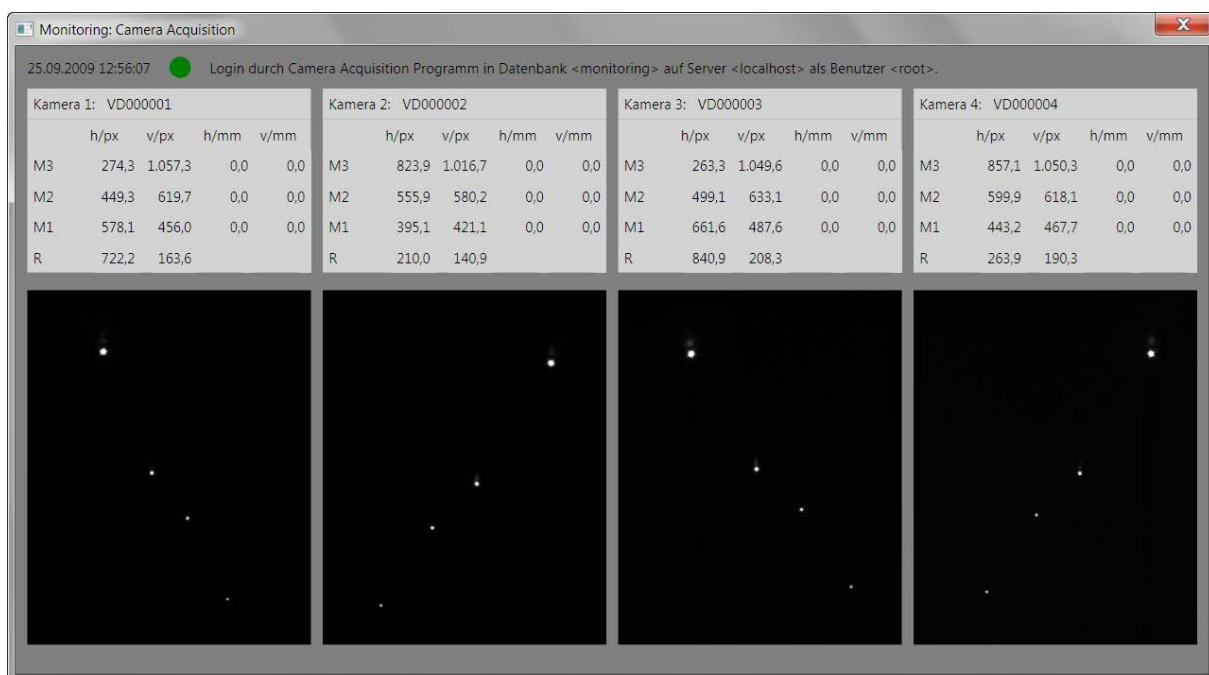 Monitoring: Camera Acquisition
25.09.2009 12:56:07 Login durch Camera Acquisition Programm in Datenbank <monitoring> auf Server <localhost> als Benutzer <root>.
Kamera 1: VD000001
h/px v/px h/mm v/mm
M3 274,3 1.057,3 0,0 0,0
M2 449,3 619,7 0,0 0,0
M1 578,1 456,0 0,0 0,0
R 722,2 163,6
Kamera 2: VD000002
h/px v/px h/mm v/mm
M3 823,9 1.016,7 0,0 0,0
M2 555,9 580,2 0,0 0,0
M1 395,1 421,1 0,0 0,0
R 210,0 140,9
Kamera 3: VD000003
h/px v/px h/mm v/mm
M3 263,3 1.049,6 0,0 0,0
M2 499,1 633,1 0,0 0,0
M1 661,6 487,6 0,0 0,0
R 840,9 208,3
Kamera 4: VD000004
h/px v/px h/mm v/mm
M3 857,1 1.050,3 0,0 0,0
M2 599,9 618,1 0,0 0,0
M1 443,2 467,7 0,0 0,0
R 263,9 190,3